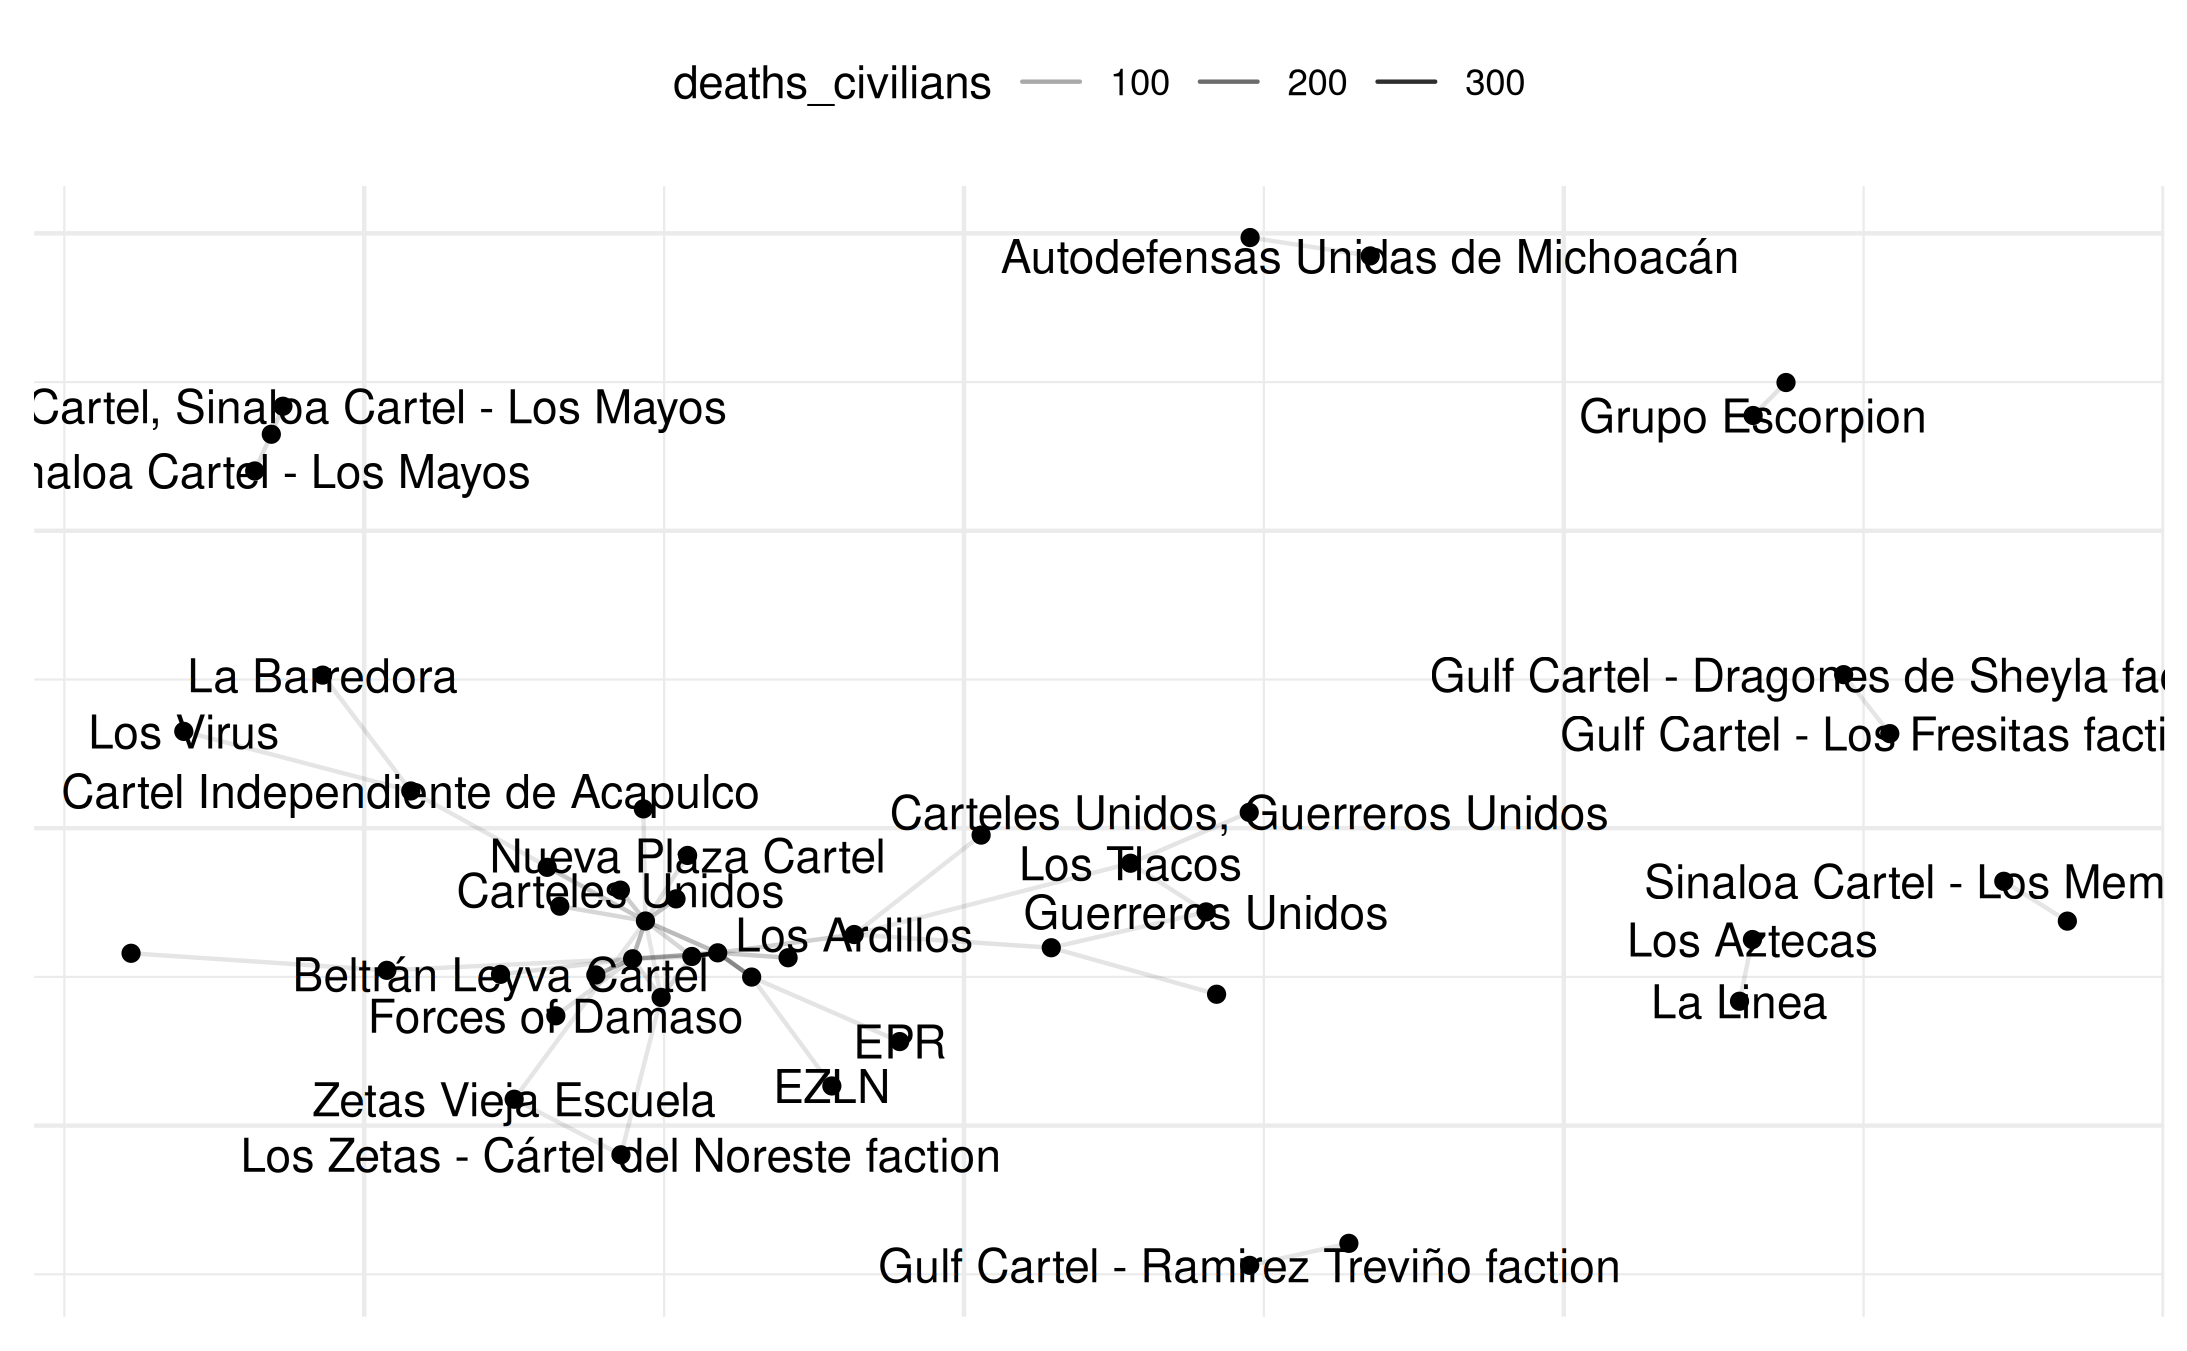 deaths_civilians 100 200 300
Autodefensas Unidas de Michoacán
Cartel, Sinaloa Cartel - Los Mayos
Grupo Escorpion
Cartel - Los Mayos
La Barredora
Gulf Cartel - Dragones de Sheyla
Los Virus
Gulf Cartel - Los Fresitas
Cartel Independiente de Acapulco
Carteles Unidos, Guerreros Unidos
Nueva Plaza Cartel
Los Tlacos
Carteles Unidos
Sinaloa Cartel - Los
Guerreros Unidos
Los Ardillos
Los Aztecas
Beltrán Leyva Cartel
La Linea
Forces of Damaso
EPR
EZLN
Zetas Vieja Escuela
Los Zetas - Cártel del Noreste faction
Gulf Cartel - Ramirez Treviño faction